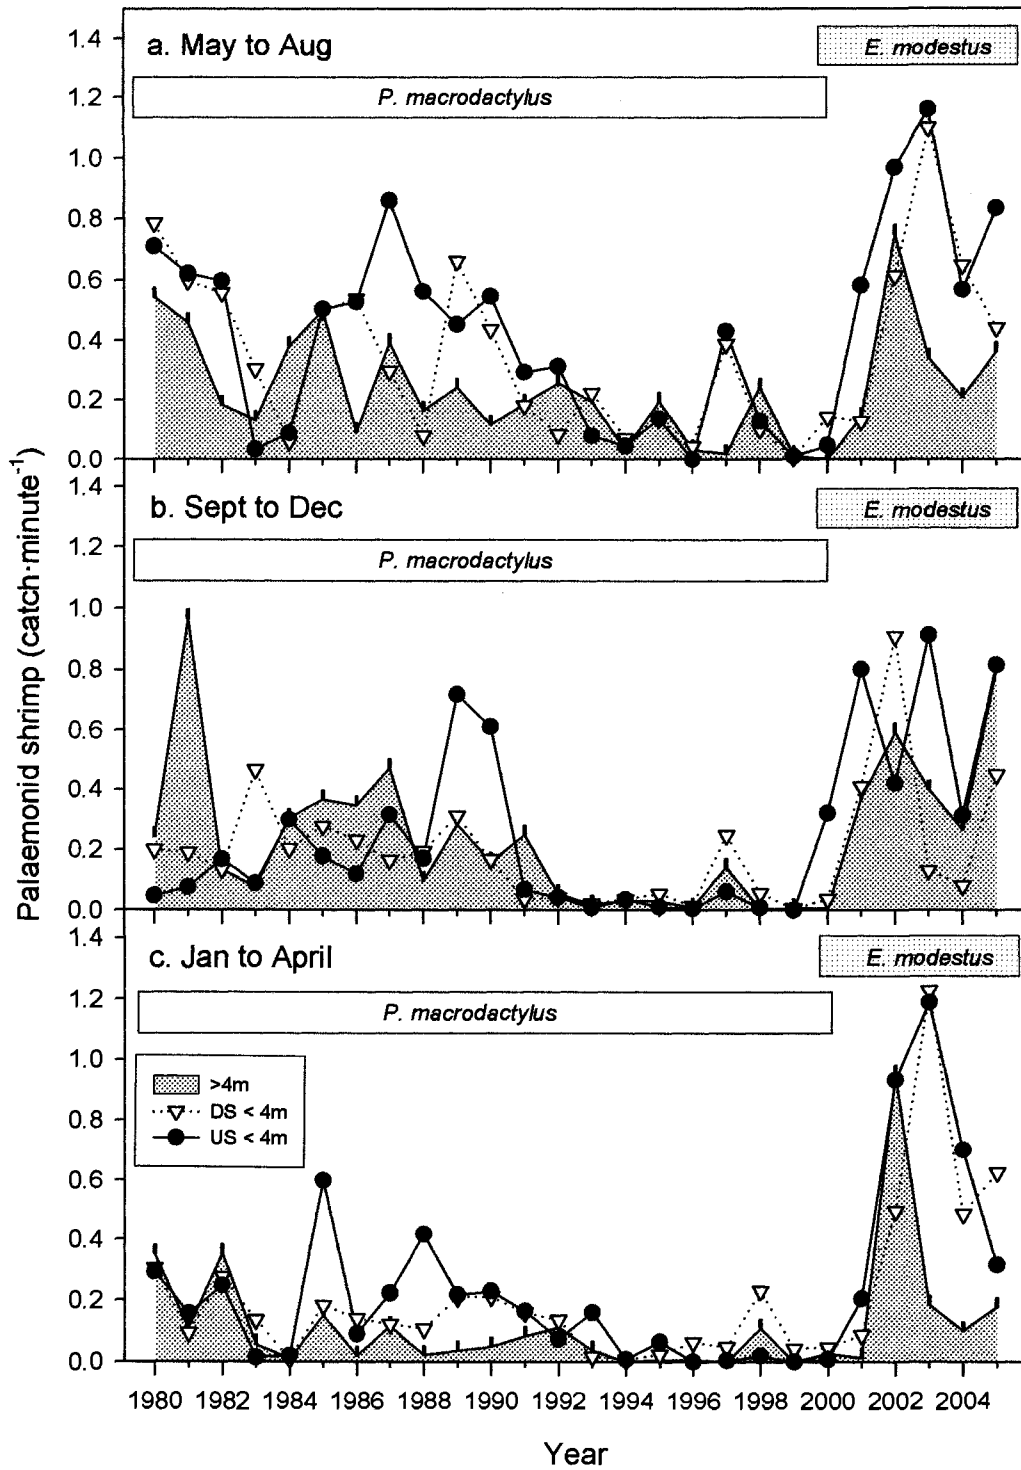 Palaemonid shrimp (catch·minute⁻¹)
1.4
1.2
1.0
0.8
0.6
0.4
0.2
0.0
a. May to Aug
E. modestus
P. macrodactylus
1.4
1.2
1.0
0.8
0.6
0.4
0.2
0.0
b. Sept to Dec
E. modestus
P. macrodactylus
1.4
1.2
1.0
0.8
0.6
0.4
0.2
0.0
c. Jan to April
E. modestus
P. macrodactylus
>4m
DS < 4m
US < 4m
1980 1982 1984 1986 1988 1990 1992 1994 1996 1998 2000 2002 2004
Year